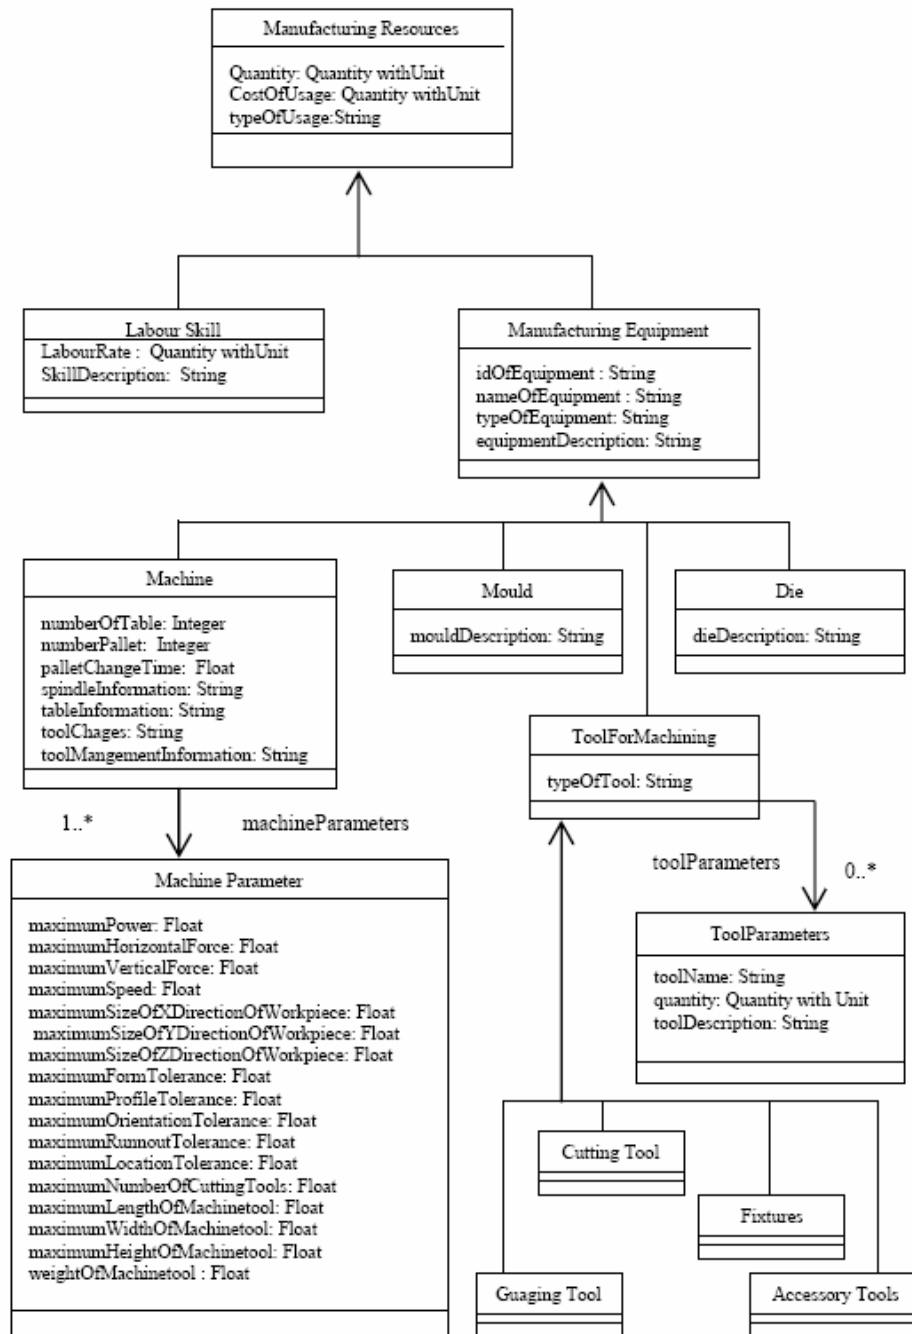 Manufacturing Resources
Quantity: Quantity withUnit
CostOfUsage: Quantity withUnit
typeOfUsage:String
Labour Skill
LabourRate : Quantity withUnit
SkillDescription: String
Manufacturing Equipment
idOfEquipment : String
nameOfEquipment : String
typeOfEquipment: String
equipmentDescription: String
Machine
numberOfTable: Integer
numberPallet: Integer
palletChangeTime: Float
spindleInformation: String
tableInformation: String
toolChages: String
toolMangementInformation: String
Mould
mouldDescription: String
Die
dieDescription: String
ToolForMachining
typeOfTool: String
1..*
machineParameters
toolParameters
0..*
Machine Parameter
maximumPower: Float
maximumHorizontalForce: Float
maximumVerticalForce: Float
maximumSpeed: Float
maximumSizeOfXDirectionOfWorkpiece: Float
maximumSizeOfYDirectionOfWorkpiece: Float
maximumSizeOfZDirectionOfWorkpiece: Float
maximumFormTolerance: Float
maximumProfileTolerance: Float
maximumOrientationTolerance: Float
maximumRunoutTolerance: Float
maximumLocationTolerance: Float
maximumNumberOfCuttingTools: Float
maximumLengthOfMachinetool: Float
maximumWidthOfMachinetool: Float
maximumHeightOfMachinetool: Float
weightOfMachinetool : Float
ToolParameters
toolName: String
quantity: Quantity with Unit
toolDescription: String
Cutting Tool
Fixtures
Guaging Tool
Accessory Tools